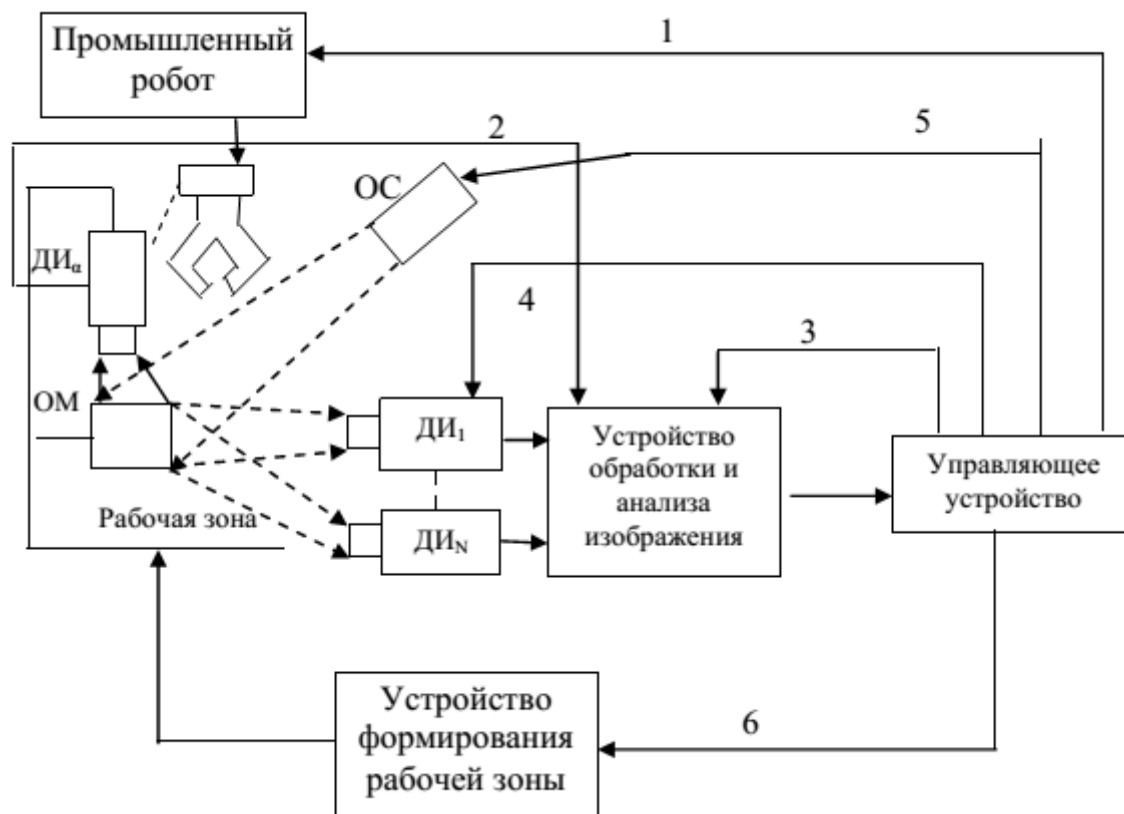 Промышленный
робот
1
2
5
ОС
ДИα
4
3
ОМ
ДИ1
Устройство
обработки и
анализа
изображения
Управляющее
устройство
Рабочая зона
ДИN
Устройство
формирования
рабочей зоны
6